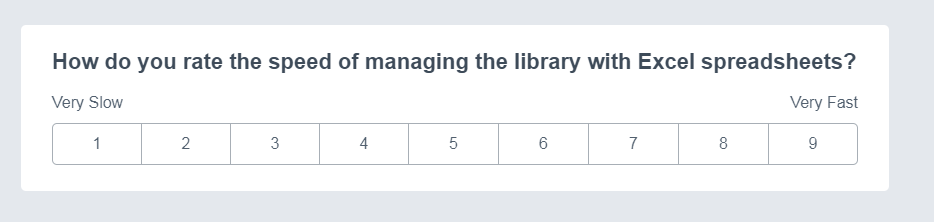 How do you rate the speed of managing the library with Excel spreadsheets?
Very Slow Very Fast
1 2 3 4 5 6 7 8 9